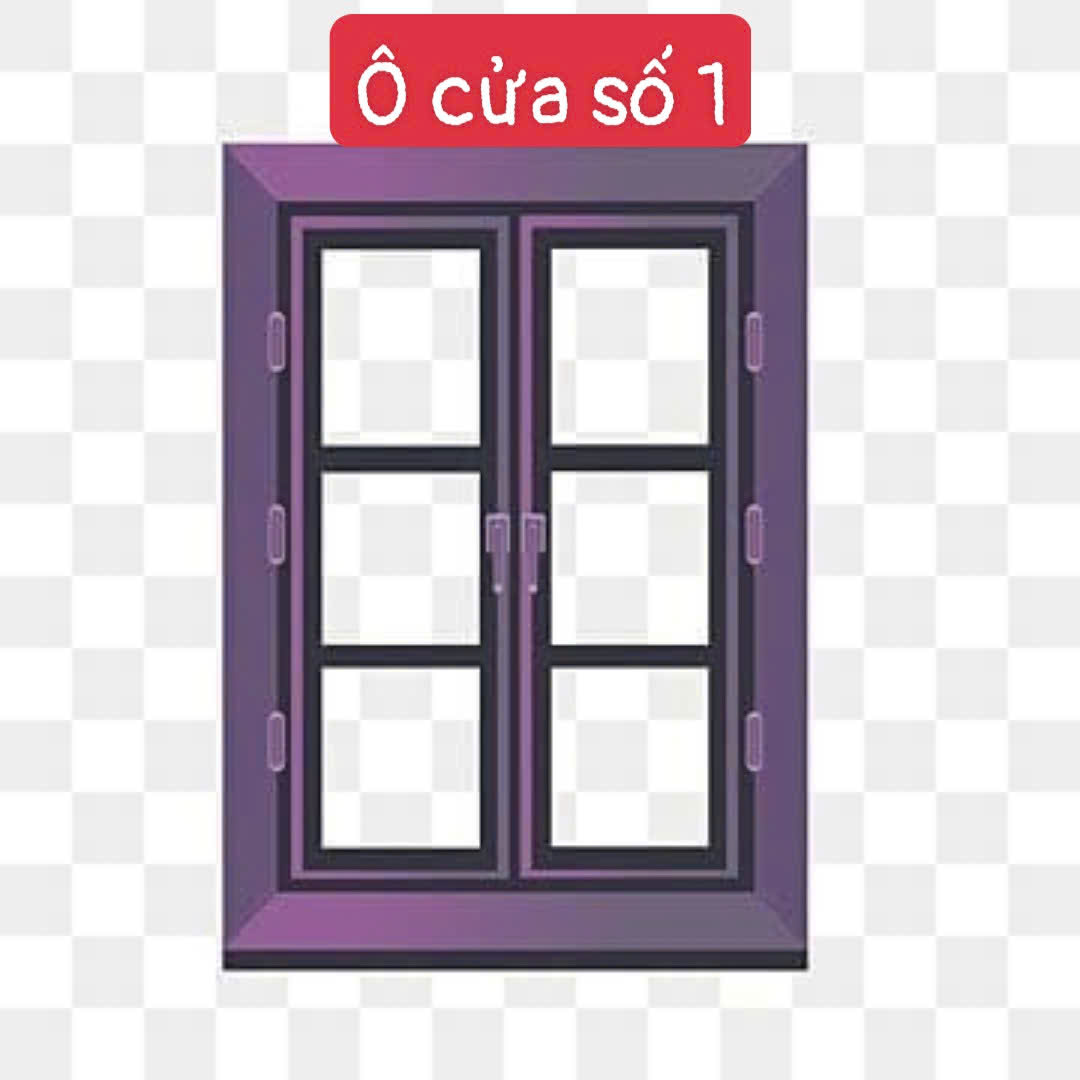 Ô cửa số 1